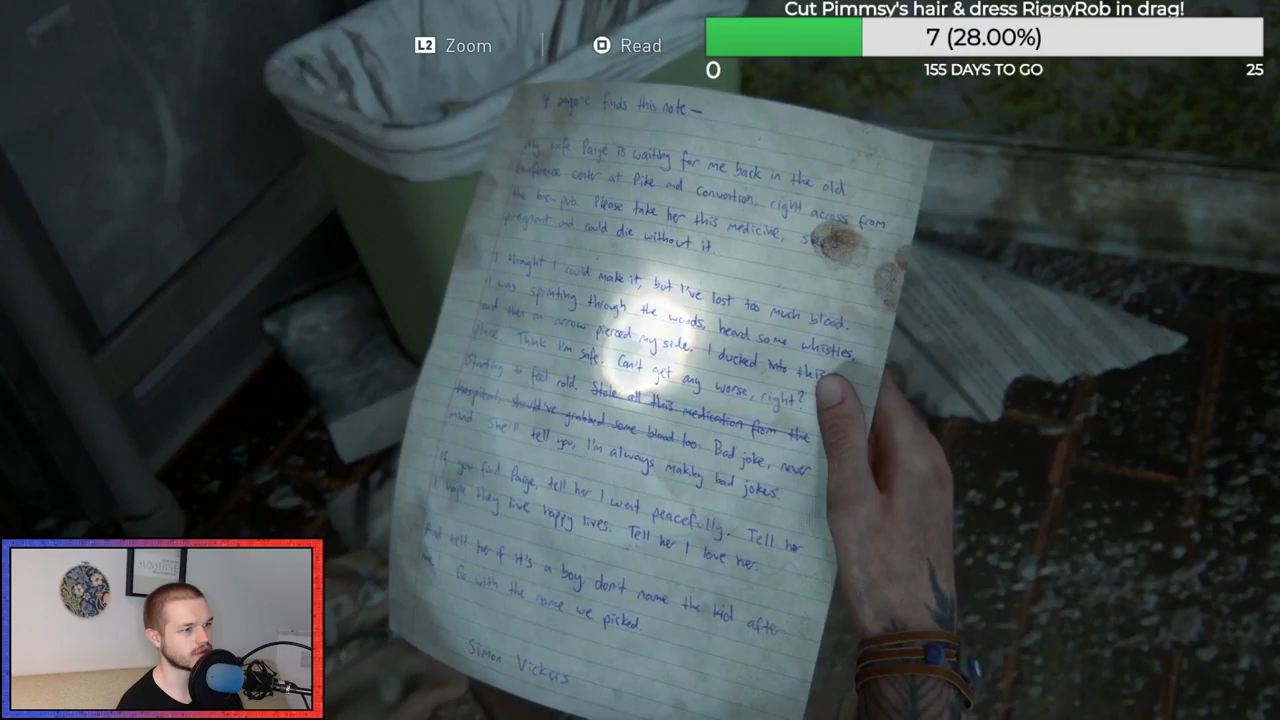 Cut Pimmsy's hair & dress RiggyRob in drag!
L2 Zoom
Read
7 (28.00%)
0
155 DAYS TO GO
25
finds this note—
my wife Paige is waiting for me back in the old
conference center at Pike and Convention, right across from
the brew pub. Please take her this medicine,
pregnant and could die without it.
I thought I could make it, but I've lost too much blood.
I was sprinting through the woods, heard some whistles,
and then an arrow pierced my side. I ducked into this
place. Think I'm safe. Can't get any worse, right?
Starting to feel cold. Stole all this medication from the
hospital, should've grabbed some blood too. Bad joke, never
mind she'll tell you, I'm always making bad jokes.
If you find Paige, tell her I went peacefully. Tell her
I hope they live happy lives. Tell her I love her.
And tell her if it's a boy don't name the kid after
me! Go with the name we picked.
Simon Vickers
SUNSHINE